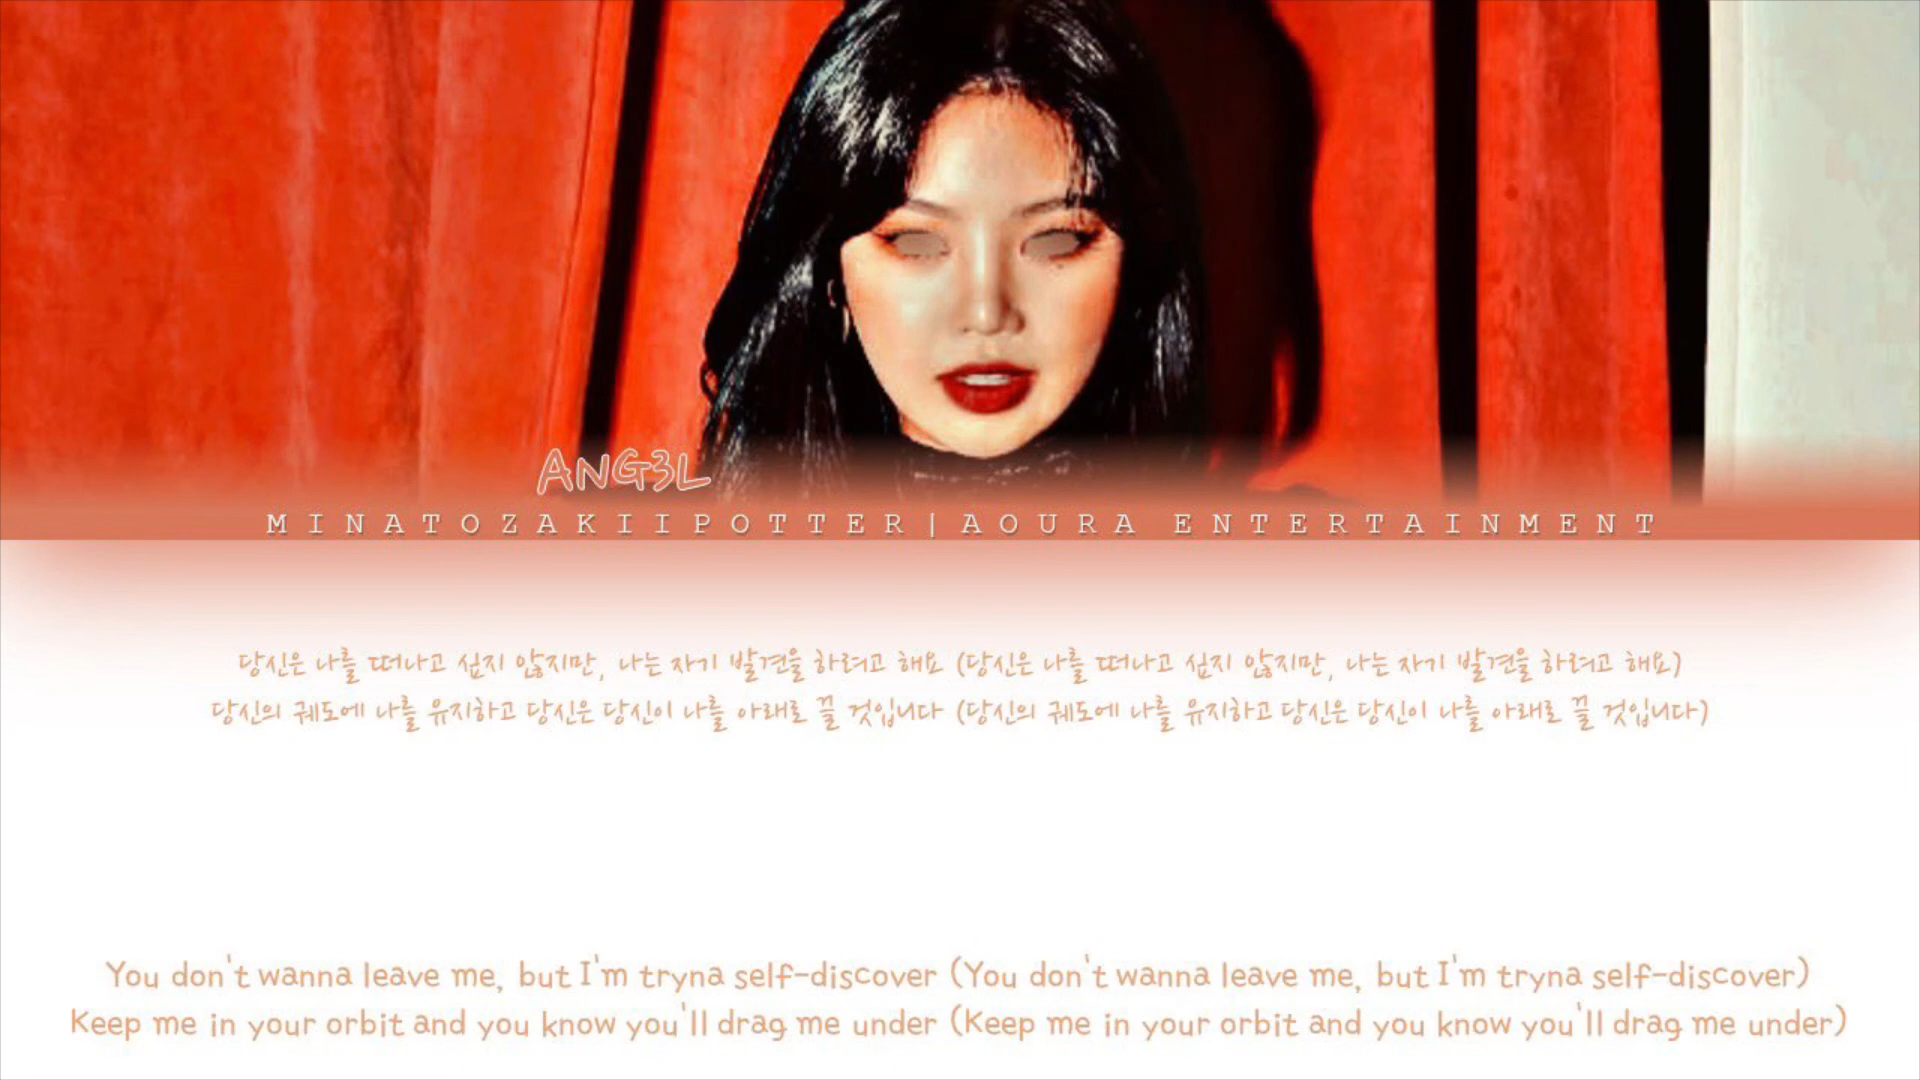 ANG3L
MINATOZAKIIPOTTER|AOURA ENTERTAINMENT
당신은 나를 떠나고 싶지 않지만, 나는 자기 발견을 하려고 해요 (당신은 나를 떠나고 싶지 않지만, 나는 자기 발견을 하려고 해요)
당신의 궤도에 나를 유지하고 당신은 당신이 나를 아래로 끌 것입니다 (당신의 궤도에 나를 유지하고 당신은 당신이 나를 아래로 끌 것입니다)
You don't wanna leave me, but I'm tryna self-discover (You don't wanna leave me, but I'm tryna self-discover)
Keep me in your orbit and you know you'll drag me under (Keep me in your orbit and you know you'll drag me under)